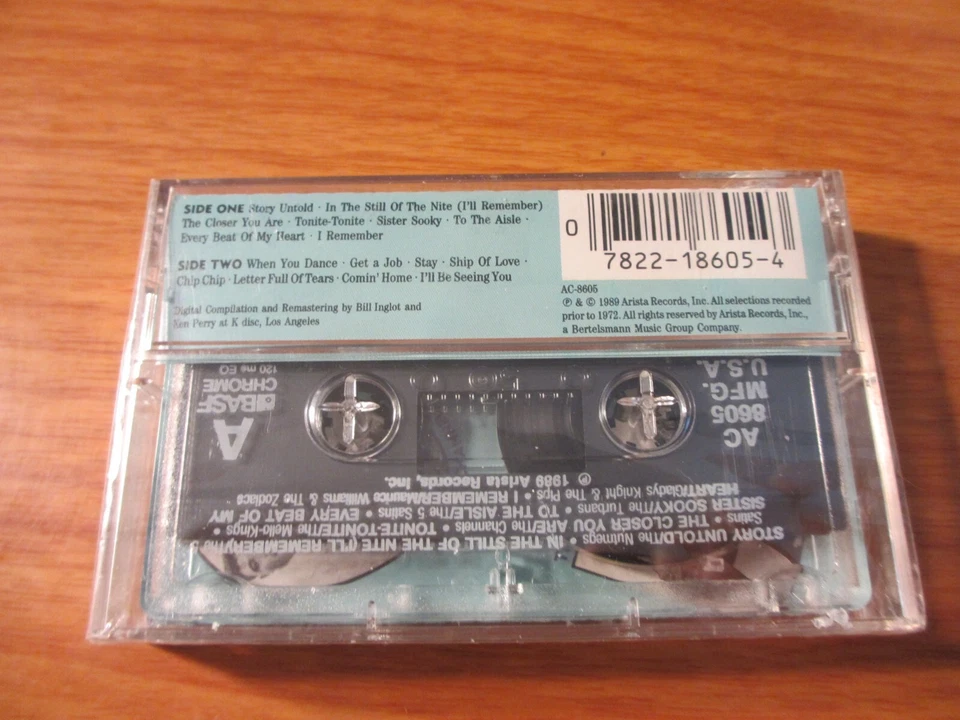 SIDE ONE Story Untold · In The Still Of The Nite (I'll Remember)
The Closer You Are · Tonite-Tonite · Sister Sooky · To The Aisle ·
Every Beat Of My Heart · I Remember
SIDE TWO When You Dance · Get a Job · Stay · Ship Of Love ·
Chip Chip · Letter Full Of Tears · Comin' Home · I'll Be Seeing You
Digital Compilation and Remastering by Bill Inglot and
Ken Perry at K disc, Los Angeles
0 7822-18605-4
AC-8605
℗ & © 1989 Arista Records, Inc. All selections recorded
prior to 1972. All rights reserved by Arista Records, Inc.,
a Bertelsmann Music Group Company.
STORY UNTOLD/The Nutmegs • IN THE STILL OF THE NITE (I'LL REMEMBER)/The 5
Satins • THE CLOSER YOU ARE/The Channels • TONITE-TONITE/The Mello-Kings •
SISTER SOOKY/The Turbans • TO THE AISLE/The 5 Satins • EVERY BEAT OF MY
HEART/Gladys Knight & The Pips • I REMEMBER/Maurice Williams & The Zodiacs
℗ 1989 Arista Records, Inc.
AC
8605
MFG.
U.S.A.
A
BASF
CHROME
120 ms EQ